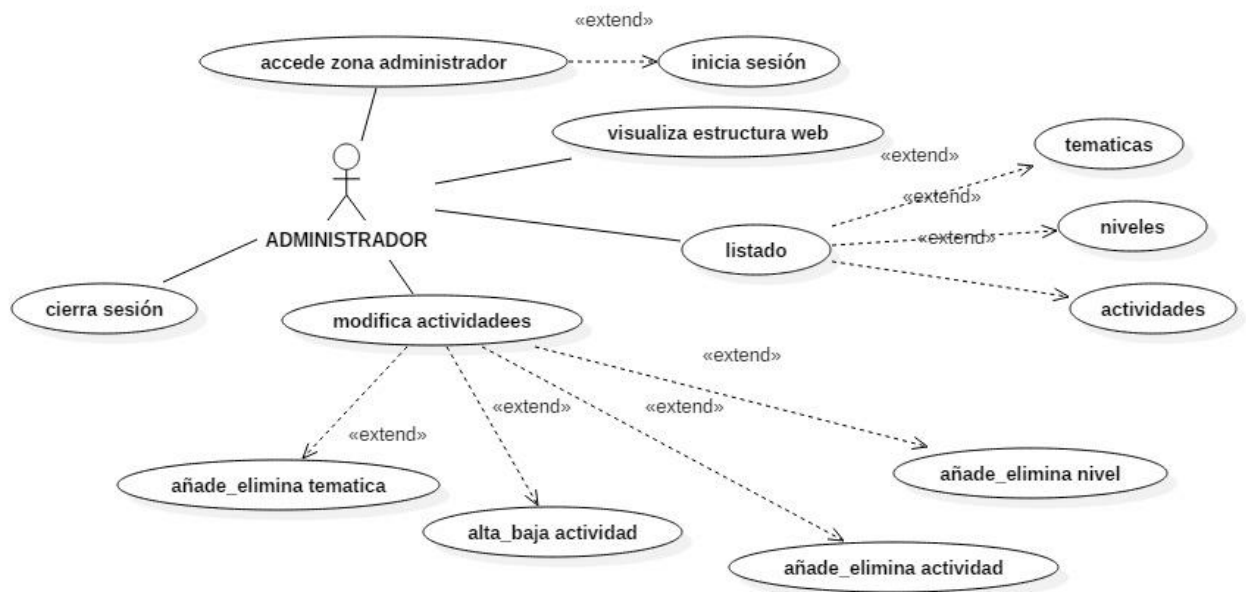 «extend»
accede zona administrador
inicia sesión
visualiza estructura web
tematicas
«extend»
«extend»
niveles
«extend»
ADMINISTRADOR
listado
cierra sesión
modifica actividadees
actividades
«extend»
«extend»
«extend»
«extend»
añade_elimina tematica
añade_elimina nivel
alta_baja actividad
añade_elimina actividad